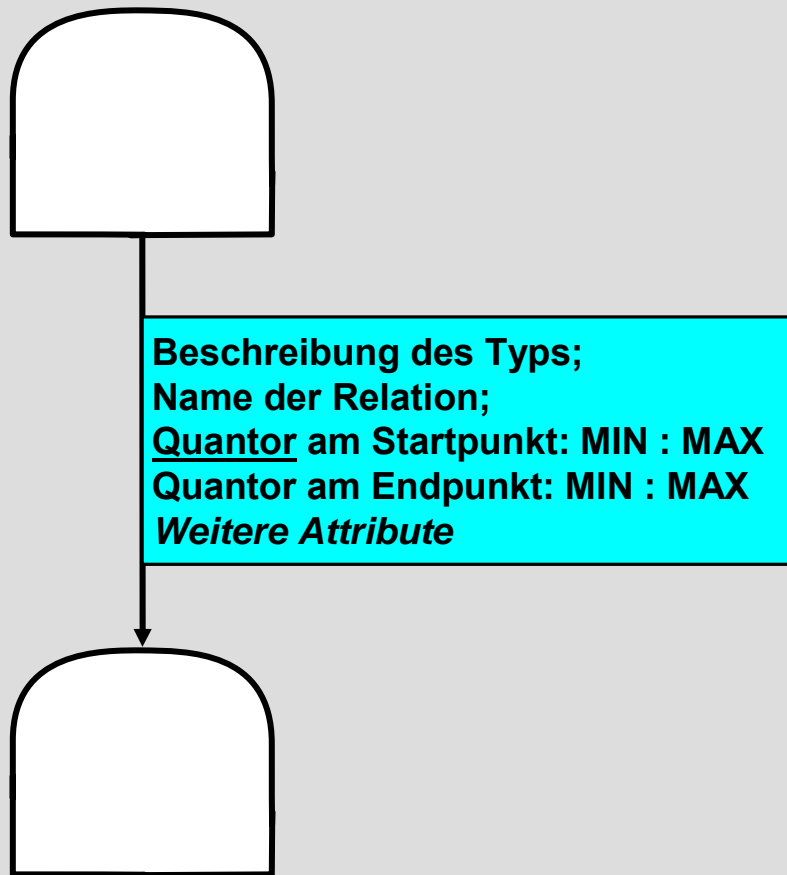 Beschreibung des Typs;
Name der Relation;
Quantor am Startpunkt: MIN : MAX
Quantor am Endpunkt: MIN : MAX
Weitere Attribute